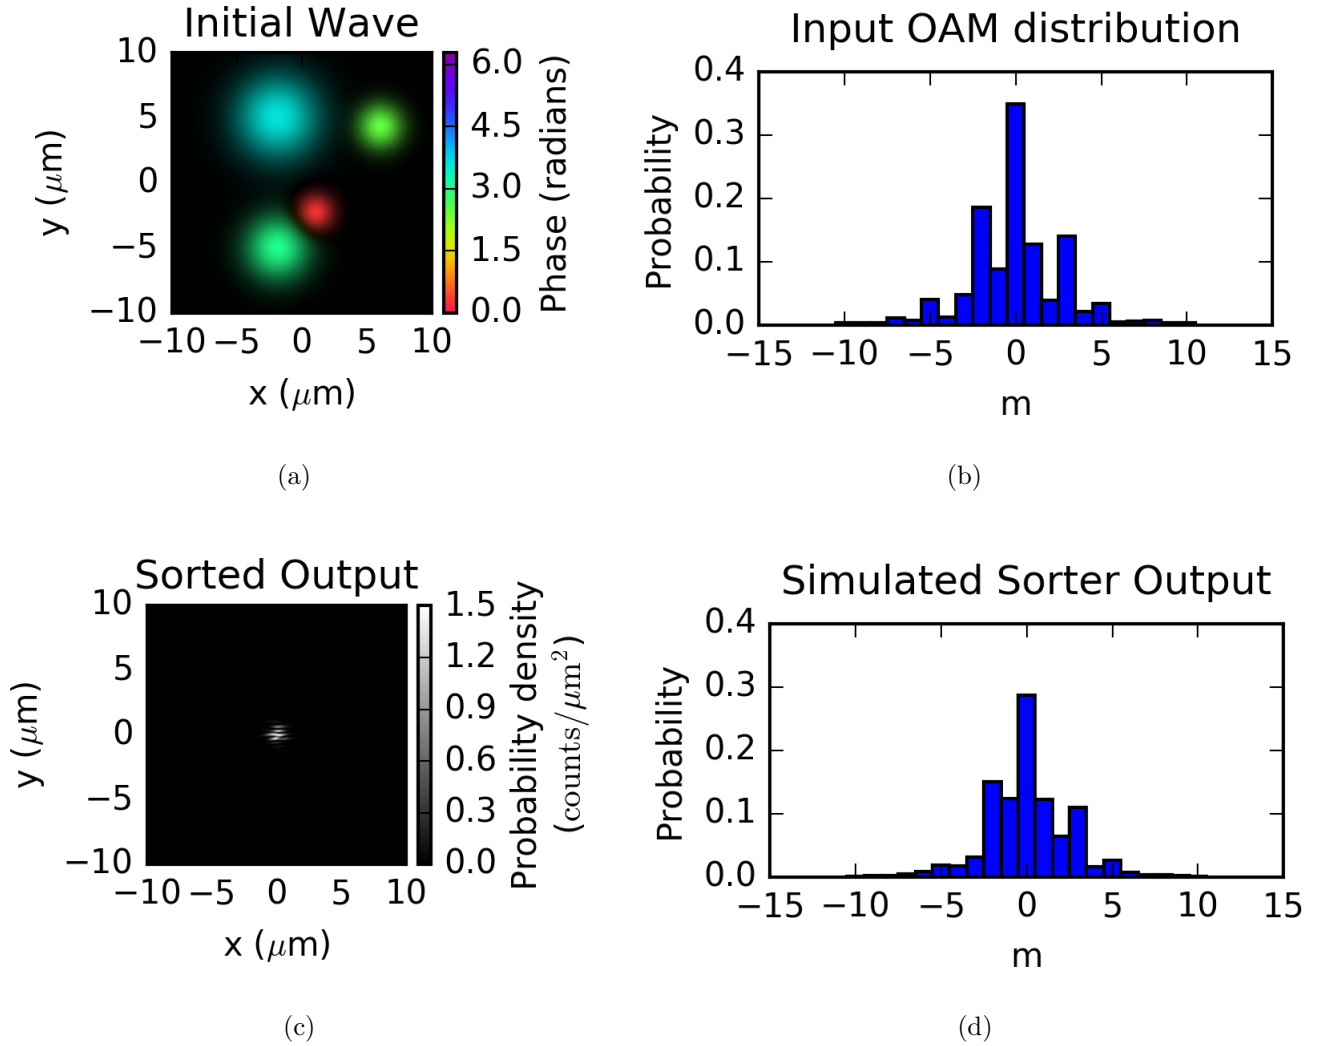 Initial Wave
10
5
0
−5
−10
y (μm)
−10 −5 0 5 10
x (μm)
6.0
4.5
3.0
1.5
0.0
Phase (radians)
(a)
Input OAM distribution
0.4
0.3
0.2
0.1
0.0
Probability
−15 −10 −5 0 5 10 15
m
(b)
Sorted Output
10
5
0
−5
−10
y (μm)
−10 −5 0 5 10
x (μm)
1.5
1.2
0.9
0.6
0.3
0.0
Probability density
(counts/μm²)
(c)
Simulated Sorter Output
0.4
0.3
0.2
0.1
0.0
Probability
−15 −10 −5 0 5 10 15
m
(d)